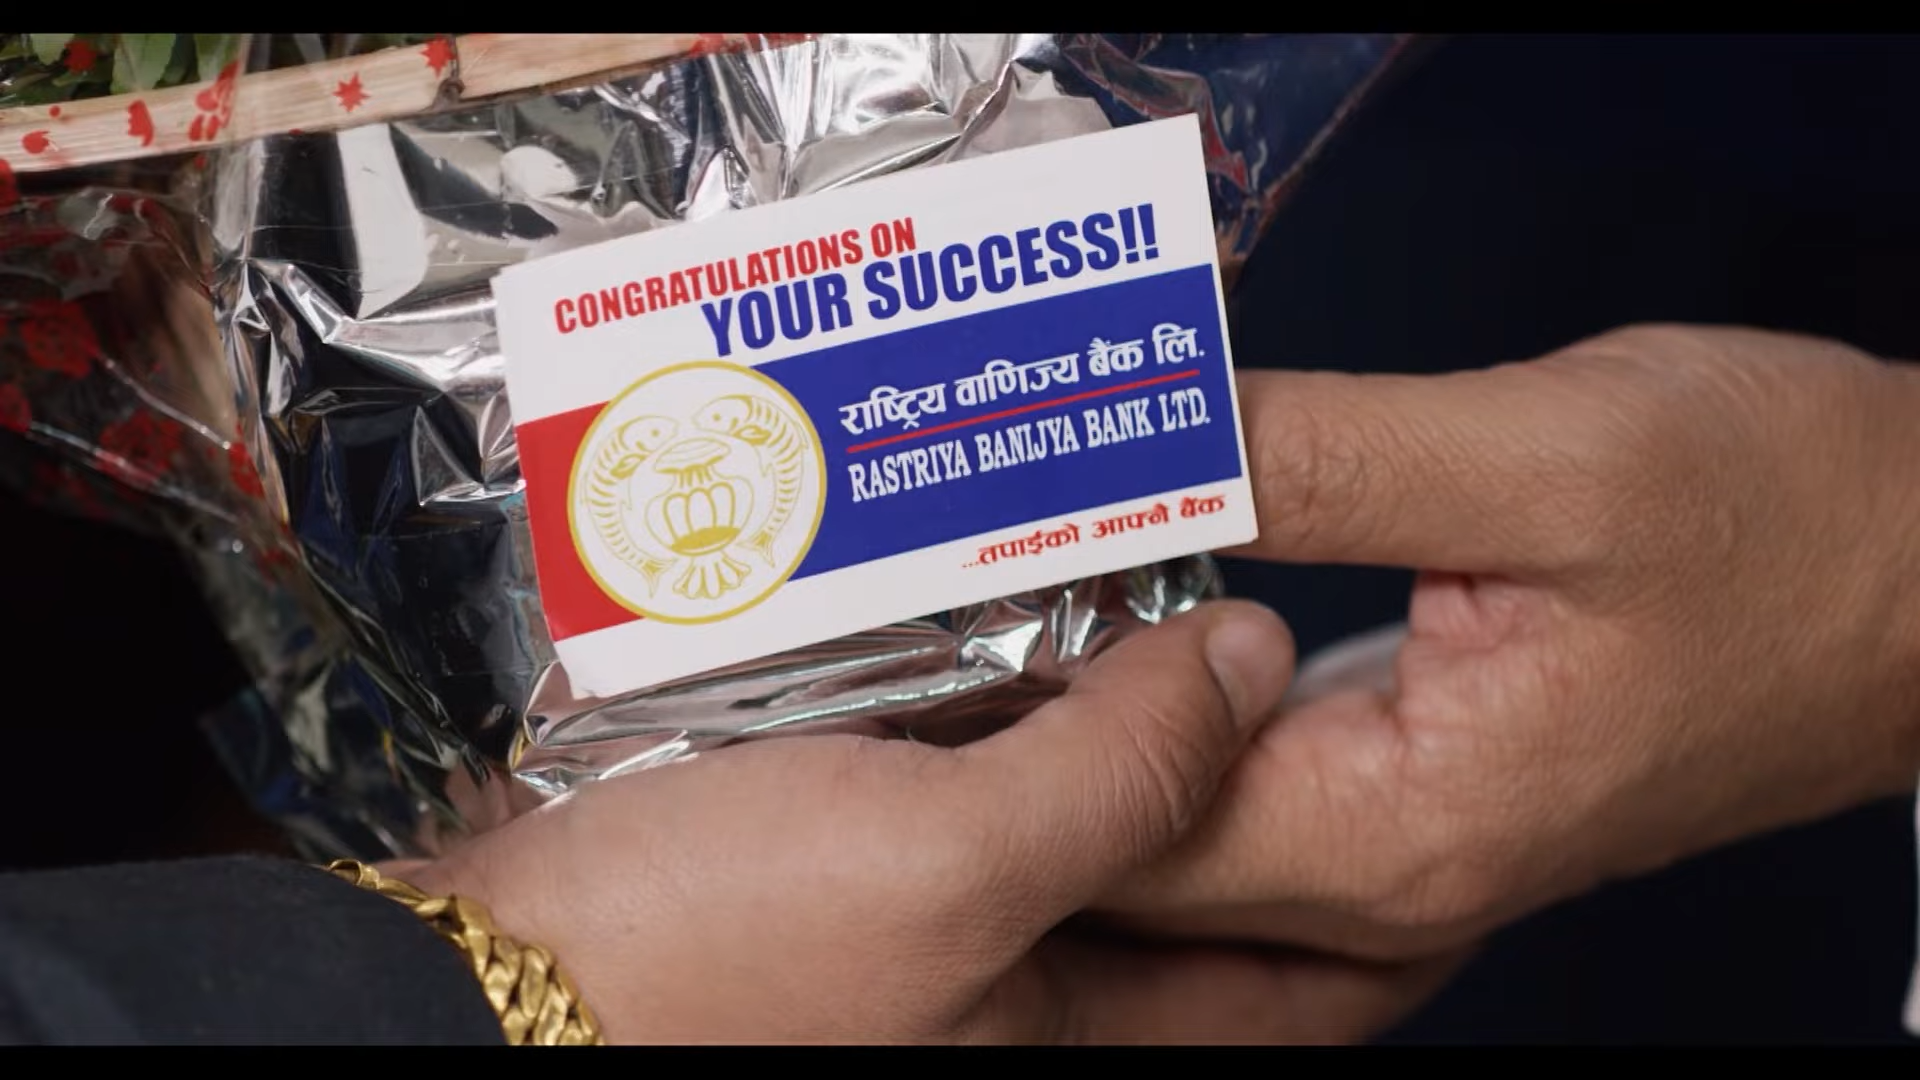 CONGRATULATIONS ON
YOUR SUCCESS!!
राष्ट्रिय वाणिज्य बैंक लि.
RASTRIYA BANIJYA BANK LTD.
...तपाईको आफ्नै बैंक